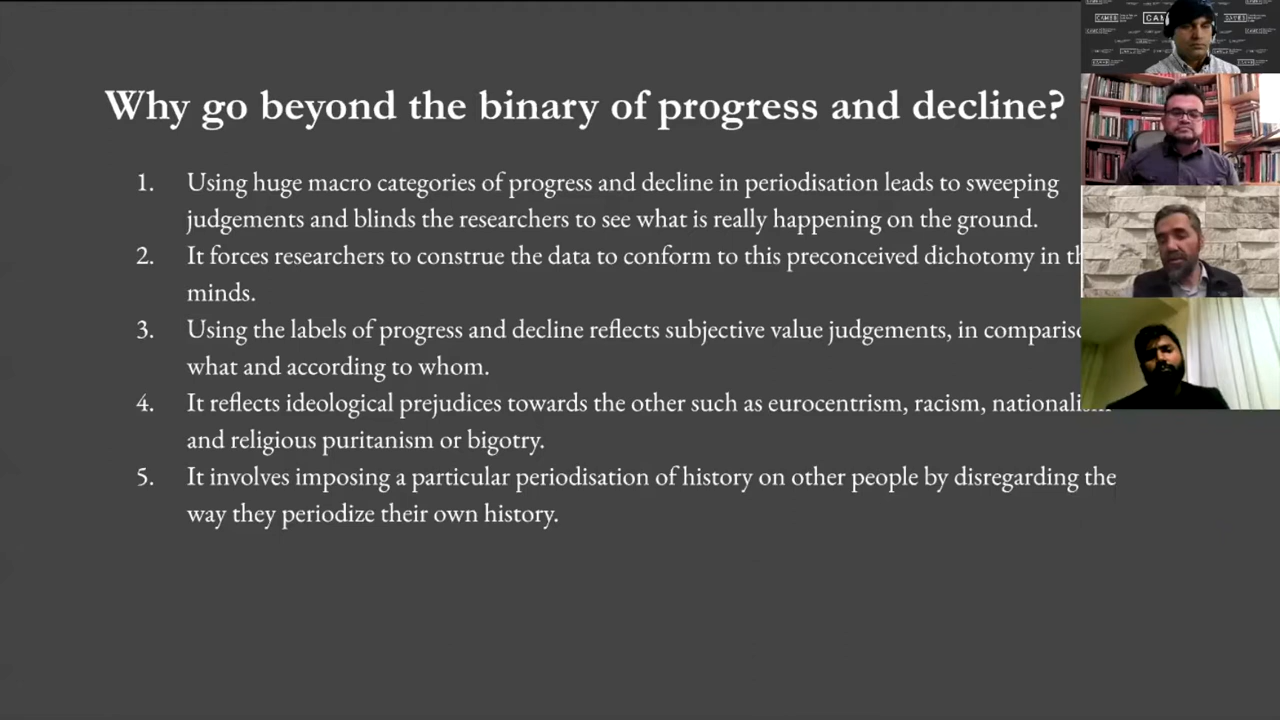 Why go beyond the binary of progress and decline?
1. Using huge macro categories of progress and decline in periodisation leads to sweeping
judgements and blinds the researchers to see what is really happening on the ground.
2. It forces researchers to construe the data to conform to this preconceived dichotomy in
minds.
3. Using the labels of progress and decline reflects subjective value judgements, in
what and according to whom.
4. It reflects ideological prejudices towards the other such as eurocentrism, racism,
and religious puritanism or bigotry.
5. It involves imposing a particular periodisation of history on other people by disregarding the
way they periodize their own history.